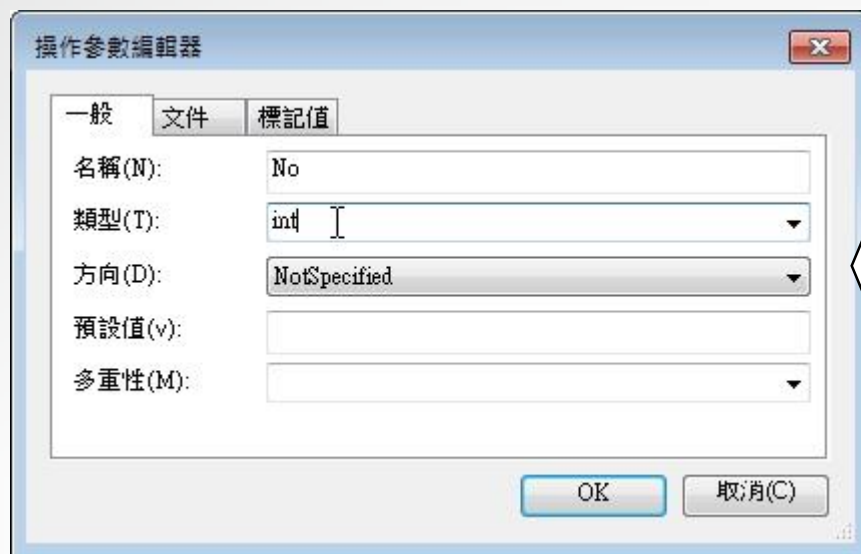 操作參數編輯器
一般 文件 標記值
名稱(N): No
類型(T): int
方向(D): NotSpecified
預設值(v):
多重性(M):
OK 取消(C)